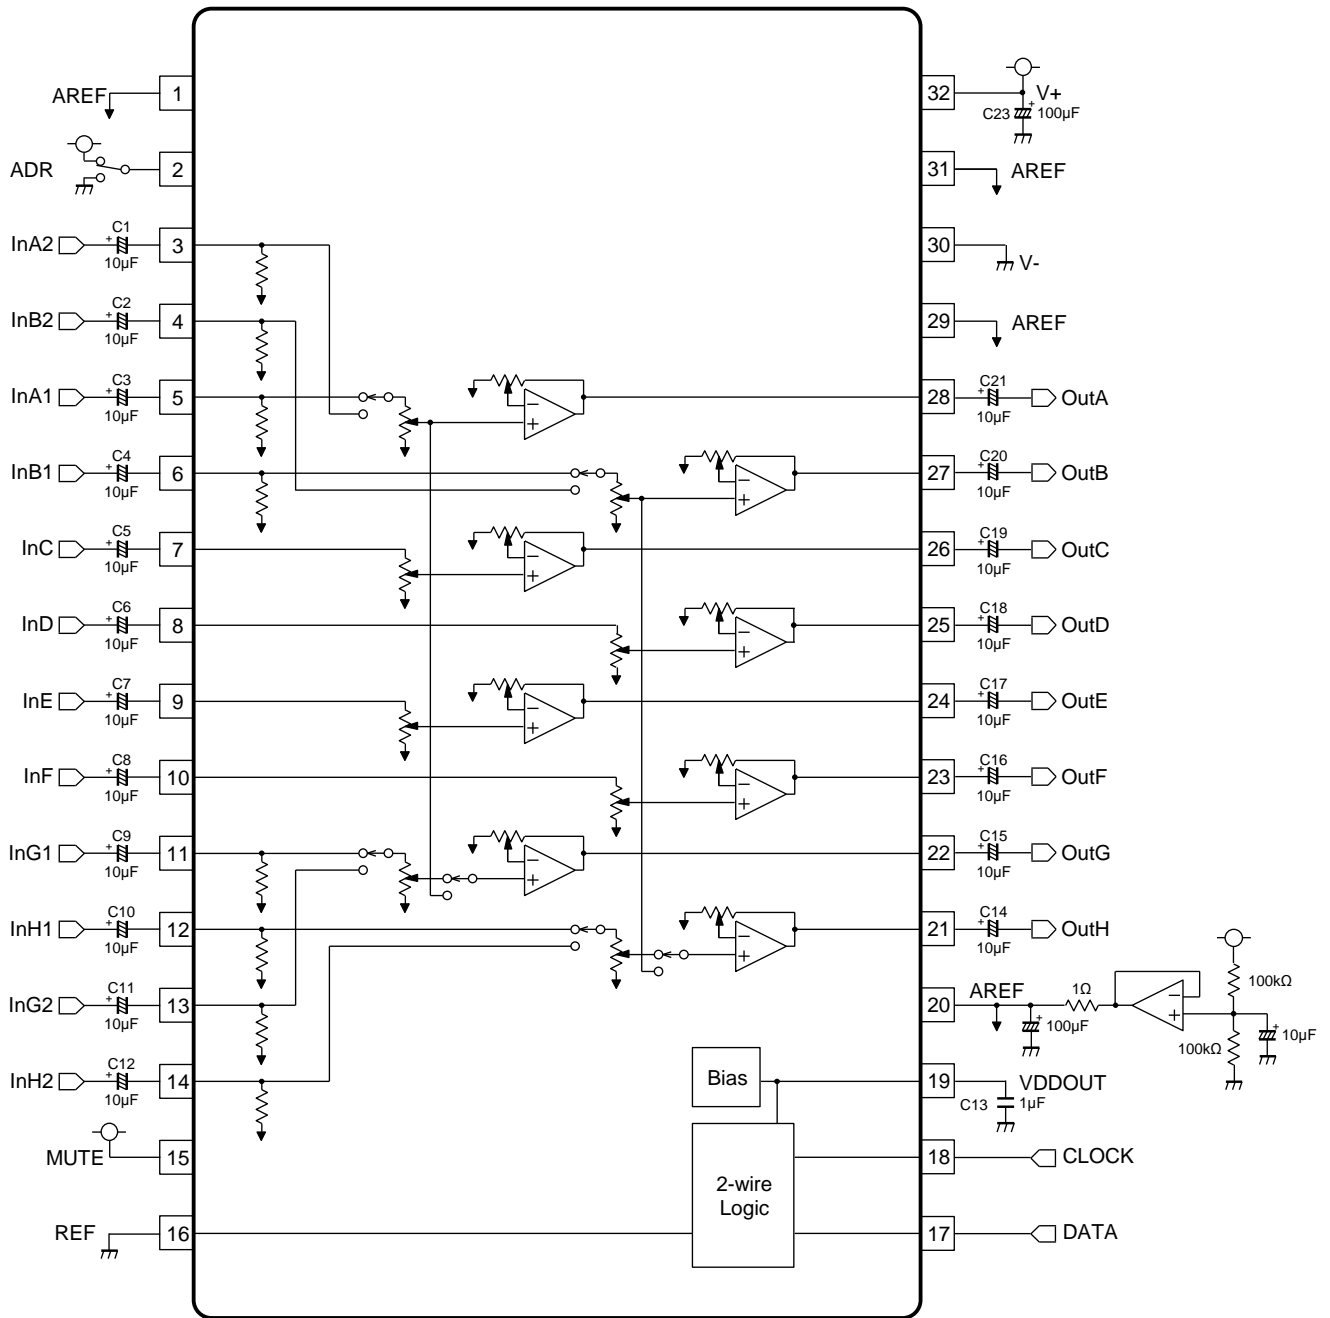 AREF 1
ADR 2
InA2 + C1 10µF 3
InB2 + C2 10µF 4
InA1 + C3 10µF 5
InB1 + C4 10µF 6
InC + C5 10µF 7
InD + C6 10µF 8
InE + C7 10µF 9
InF + C8 10µF 10
InG1 + C9 10µF 11
InH1 + C10 10µF 12
InG2 + C11 10µF 13
InH2 + C12 10µF 14
MUTE 15
REF 16
− +
− +
− +
− +
− +
− +
− +
− +
Bias
2-wire
Logic
32 V+ C23 + 100µF
31 AREF
30 V-
29 AREF
28 + C21 10µF OutA
27 + C20 10µF OutB
26 + C19 10µF OutC
25 + C18 10µF OutD
24 + C17 10µF OutE
23 + C16 10µF OutF
22 + C15 10µF OutG
21 + C14 10µF OutH
20 AREF + 100µF 1Ω − + 100kΩ 100kΩ + 10µF
19 VDDOUT C13 1µF
18 CLOCK
17 DATA